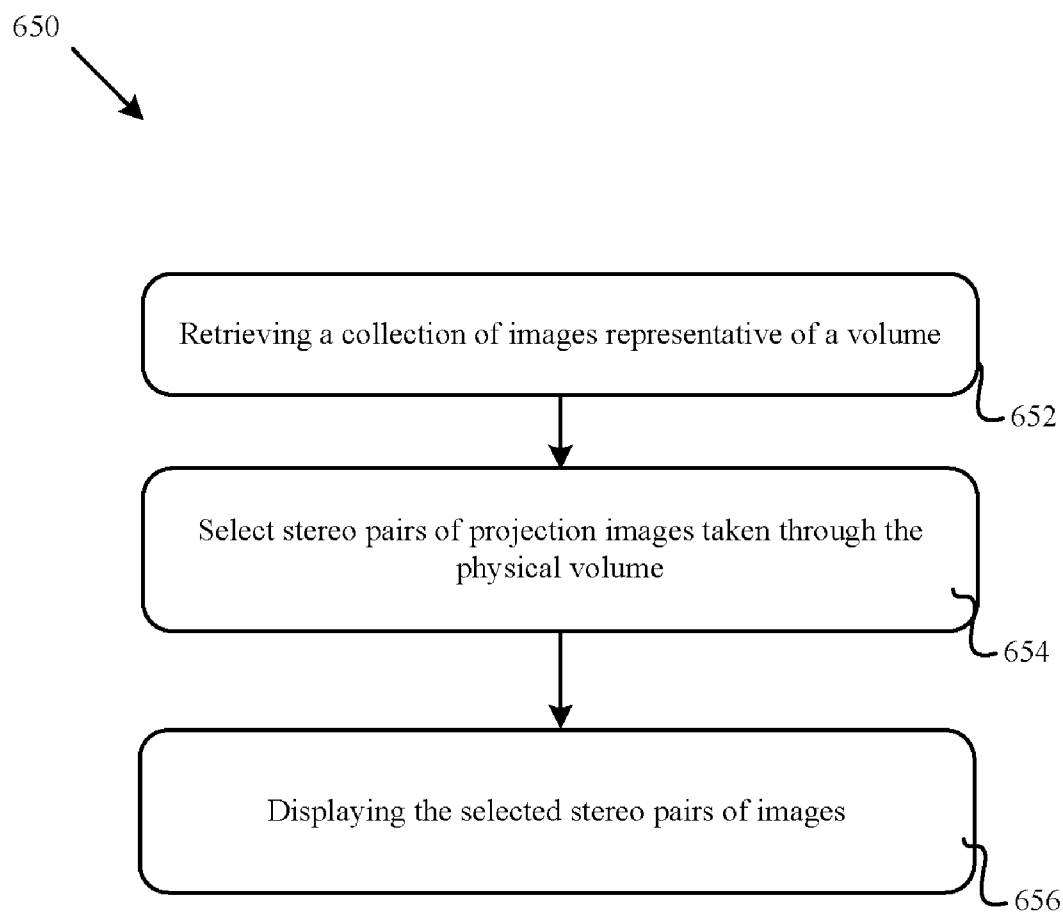 650
Retrieving a collection of images representative of a volume
652
Select stereo pairs of projection images taken through the
physical volume
654
Displaying the selected stereo pairs of images
656